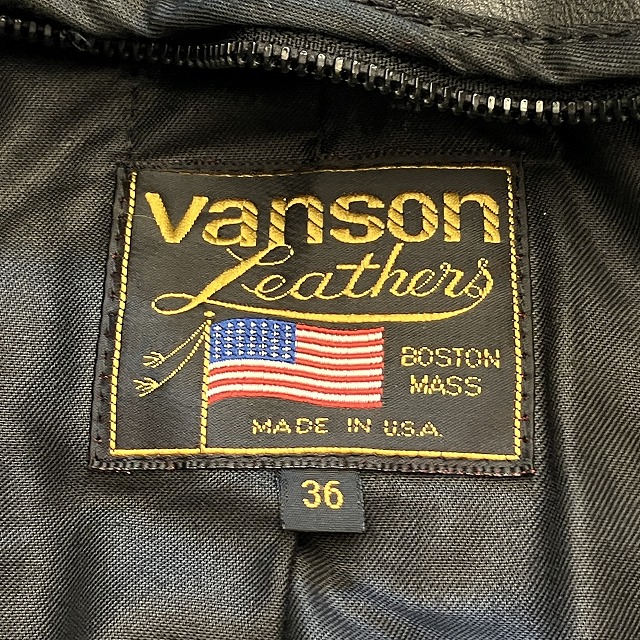 vanson
Leathers
BOSTON
MASS
MADE IN U.S.A.
36